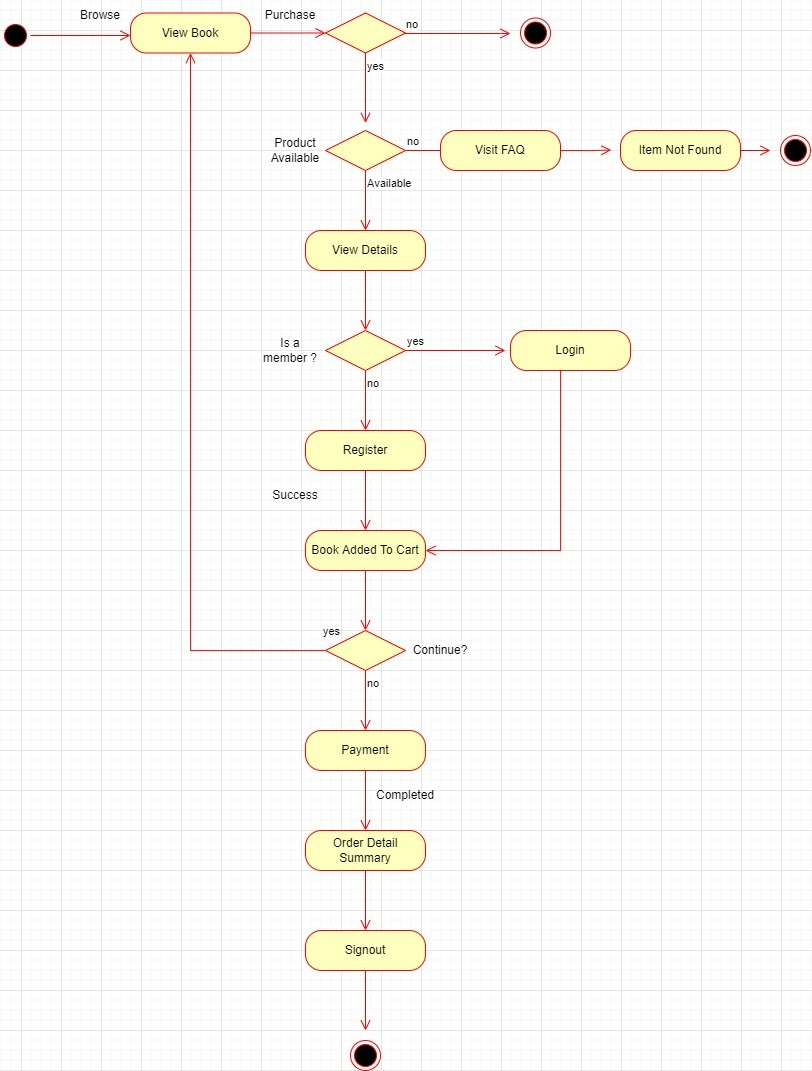 Browse
Purchase
no
View Book
yes
Product
Available
no
Visit FAQ
Item Not Found
Available
View Details
Is a
member ?
yes
Login
no
Register
Success
Book Added To Cart
yes
Continue?
no
Payment
Completed
Order Detail
Summary
Signout